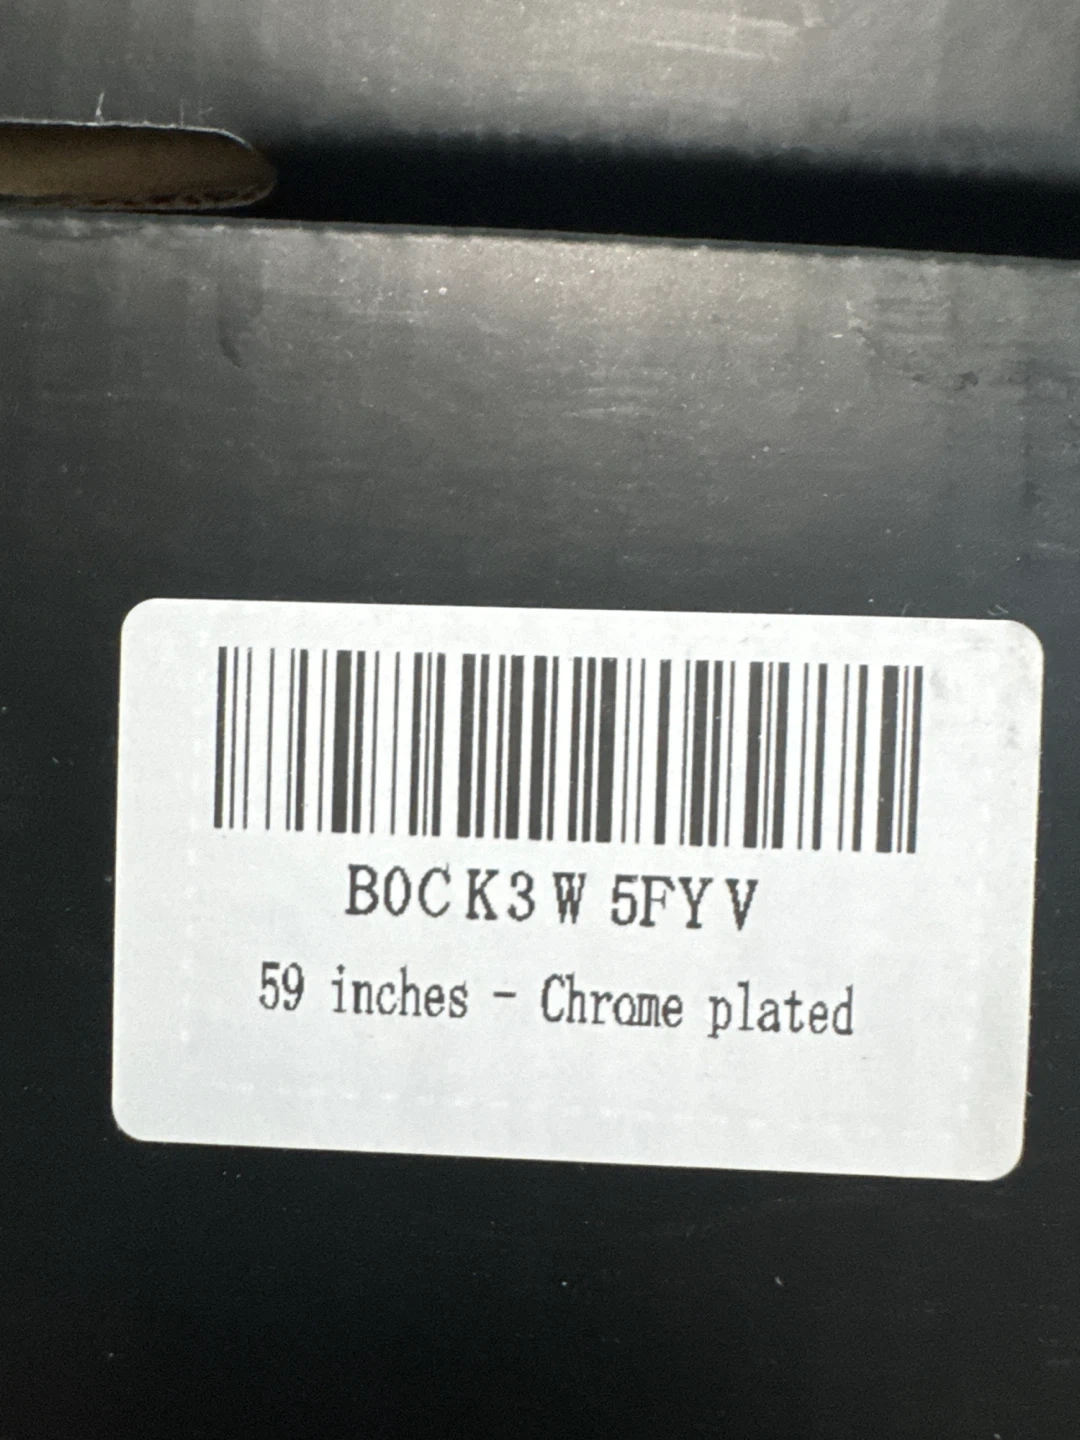 B0CK3W5FYV
59 inches - Chrome plated